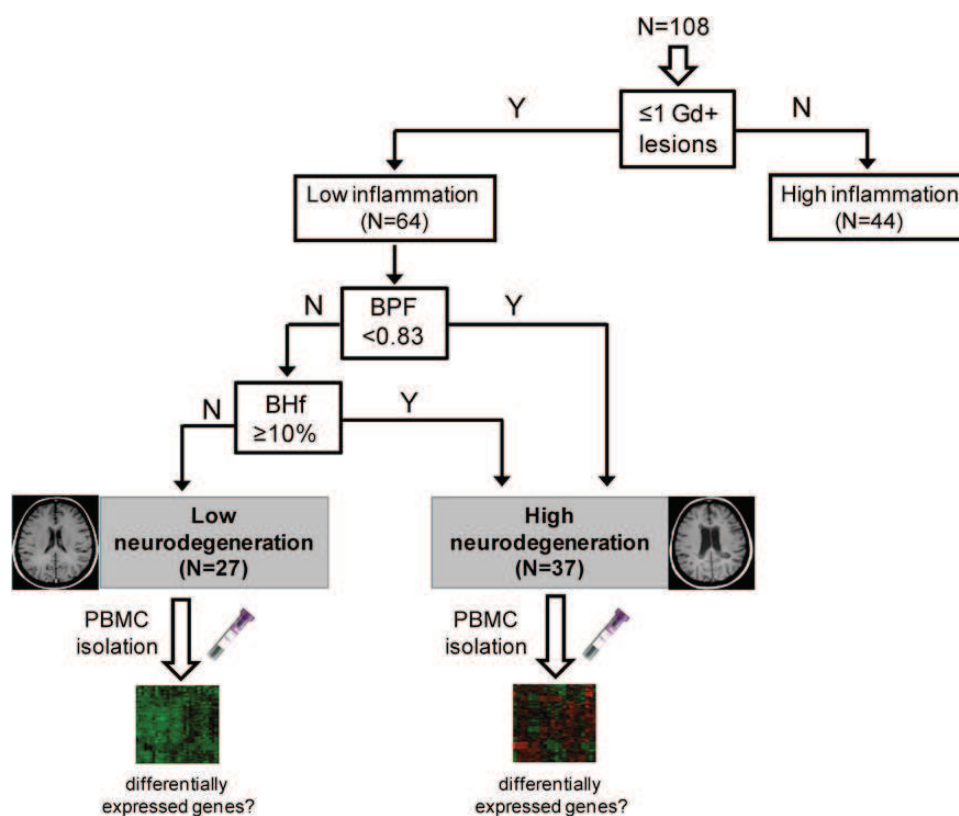 N=108
≤1 Gd+
lesions
Y
N
Low inflammation
(N=64)
High inflammation
(N=44)
BPF
<0.83
N
Y
BHf
≥10%
N
Y
Low
neurodegeneration
(N=27)
High
neurodegeneration
(N=37)
PBMC
isolation
PBMC
isolation
differentially
expressed genes?
differentially
expressed genes?